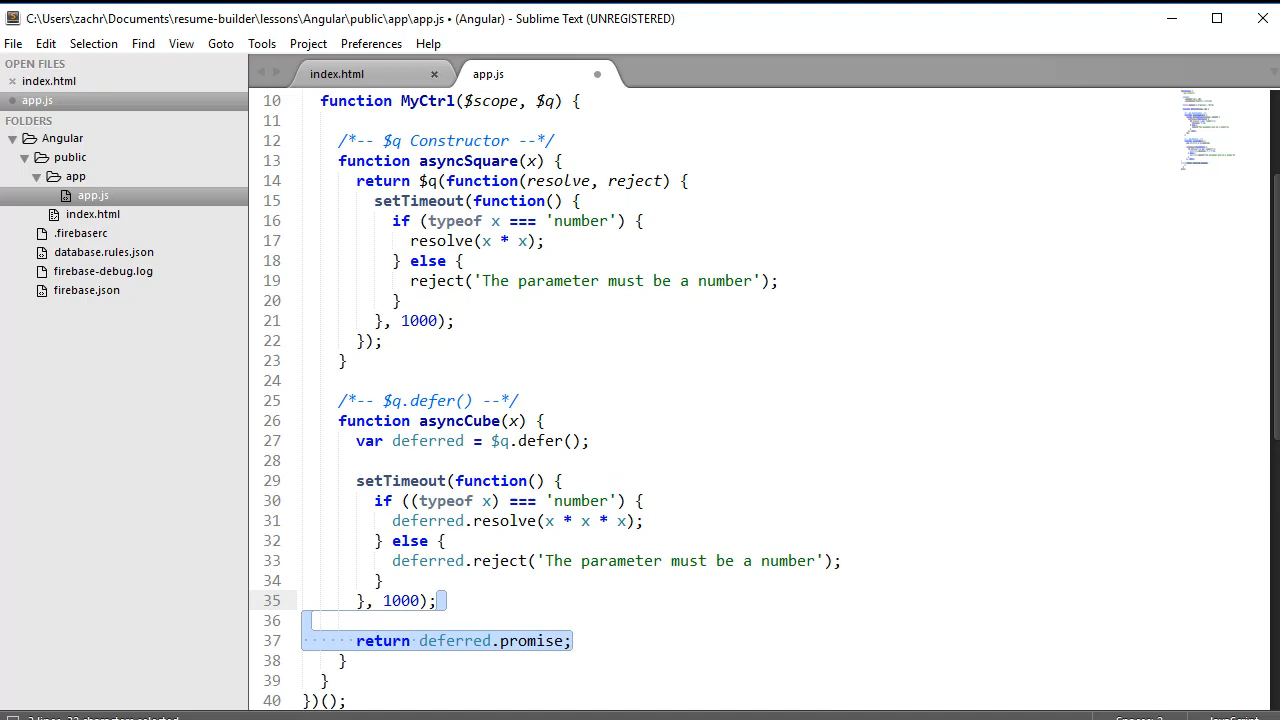 C:\Users\zachr\Documents\resume-builder\lessons\Angular\public\app\app.js • (Angular) - Sublime Text (UNREGISTERED)
File Edit Selection Find View Goto Tools Project Preferences Help
OPEN FILES
index.html
app.js
FOLDERS
Angular
public
app
app.js
index.html
.firebaserc
database.rules.json
firebase-debug.log
firebase.json
index.html app.js
10 function MyCtrl($scope, $q) {
11
12 /*-- $q Constructor --*/
13 function asyncSquare(x) {
14 return $q(function(resolve, reject) {
15 setTimeout(function() {
16 if (typeof x === 'number') {
17 resolve(x * x);
18 } else {
19 reject('The parameter must be a number');
20 }
21 }, 1000);
22 });
23 }
24
25 /*-- $q.defer() --*/
26 function asyncCube(x) {
27 var deferred = $q.defer();
28
29 setTimeout(function() {
30 if ((typeof x) === 'number') {
31 deferred.resolve(x * x * x);
32 } else {
33 deferred.reject('The parameter must be a number');
34 }
35 }, 1000);
36
37 return deferred.promise;
38 }
39 }
40 })();